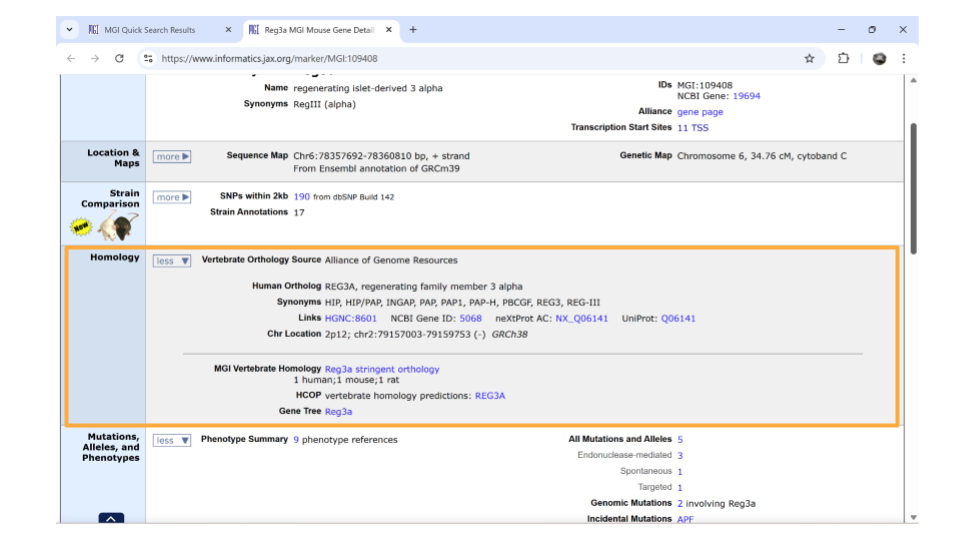 MGI Quick Search Results
Reg3a MGI Mouse Gene Detail
https://www.informatics.jax.org/marker/MGI:109408
Name regenerating islet-derived 3 alpha
Synonyms RegIII (alpha)
IDs MGI:109408
NCBI Gene: 19694
Alliance gene page
Transcription Start Sites 11 TSS
Location & Maps
more
Sequence Map Chr6:78357692-78360810 bp, + strand
From Ensembl annotation of GRCm39
Genetic Map Chromosome 6, 34.76 cM, cytoband C
Strain Comparison
NEW
more
SNPs within 2kb 190 from dbSNP Build 142
Strain Annotations 17
Homology
less
Vertebrate Orthology Source Alliance of Genome Resources
Human Ortholog REG3A, regenerating family member 3 alpha
Synonyms HIP, HIP/PAP, INGAP, PAP, PAP1, PAP-H, PBCGF, REG3, REG-III
Links HGNC:8601 NCBI Gene ID: 5068 neXtProt AC: NX_Q06141 UniProt: Q06141
Chr Location 2p12; chr2:79157003-79159753 (-) GRCh38
MGI Vertebrate Homology Reg3a stringent orthology
1 human;1 mouse;1 rat
HCOP vertebrate homology predictions: REG3A
Gene Tree Reg3a
Mutations,
Alleles, and
Phenotypes
less
Phenotype Summary 9 phenotype references
All Mutations and Alleles 5
Endonuclease-mediated 3
Spontaneous 1
Targeted 1
Genomic Mutations 2 involving Reg3a
Incidental Mutations APF